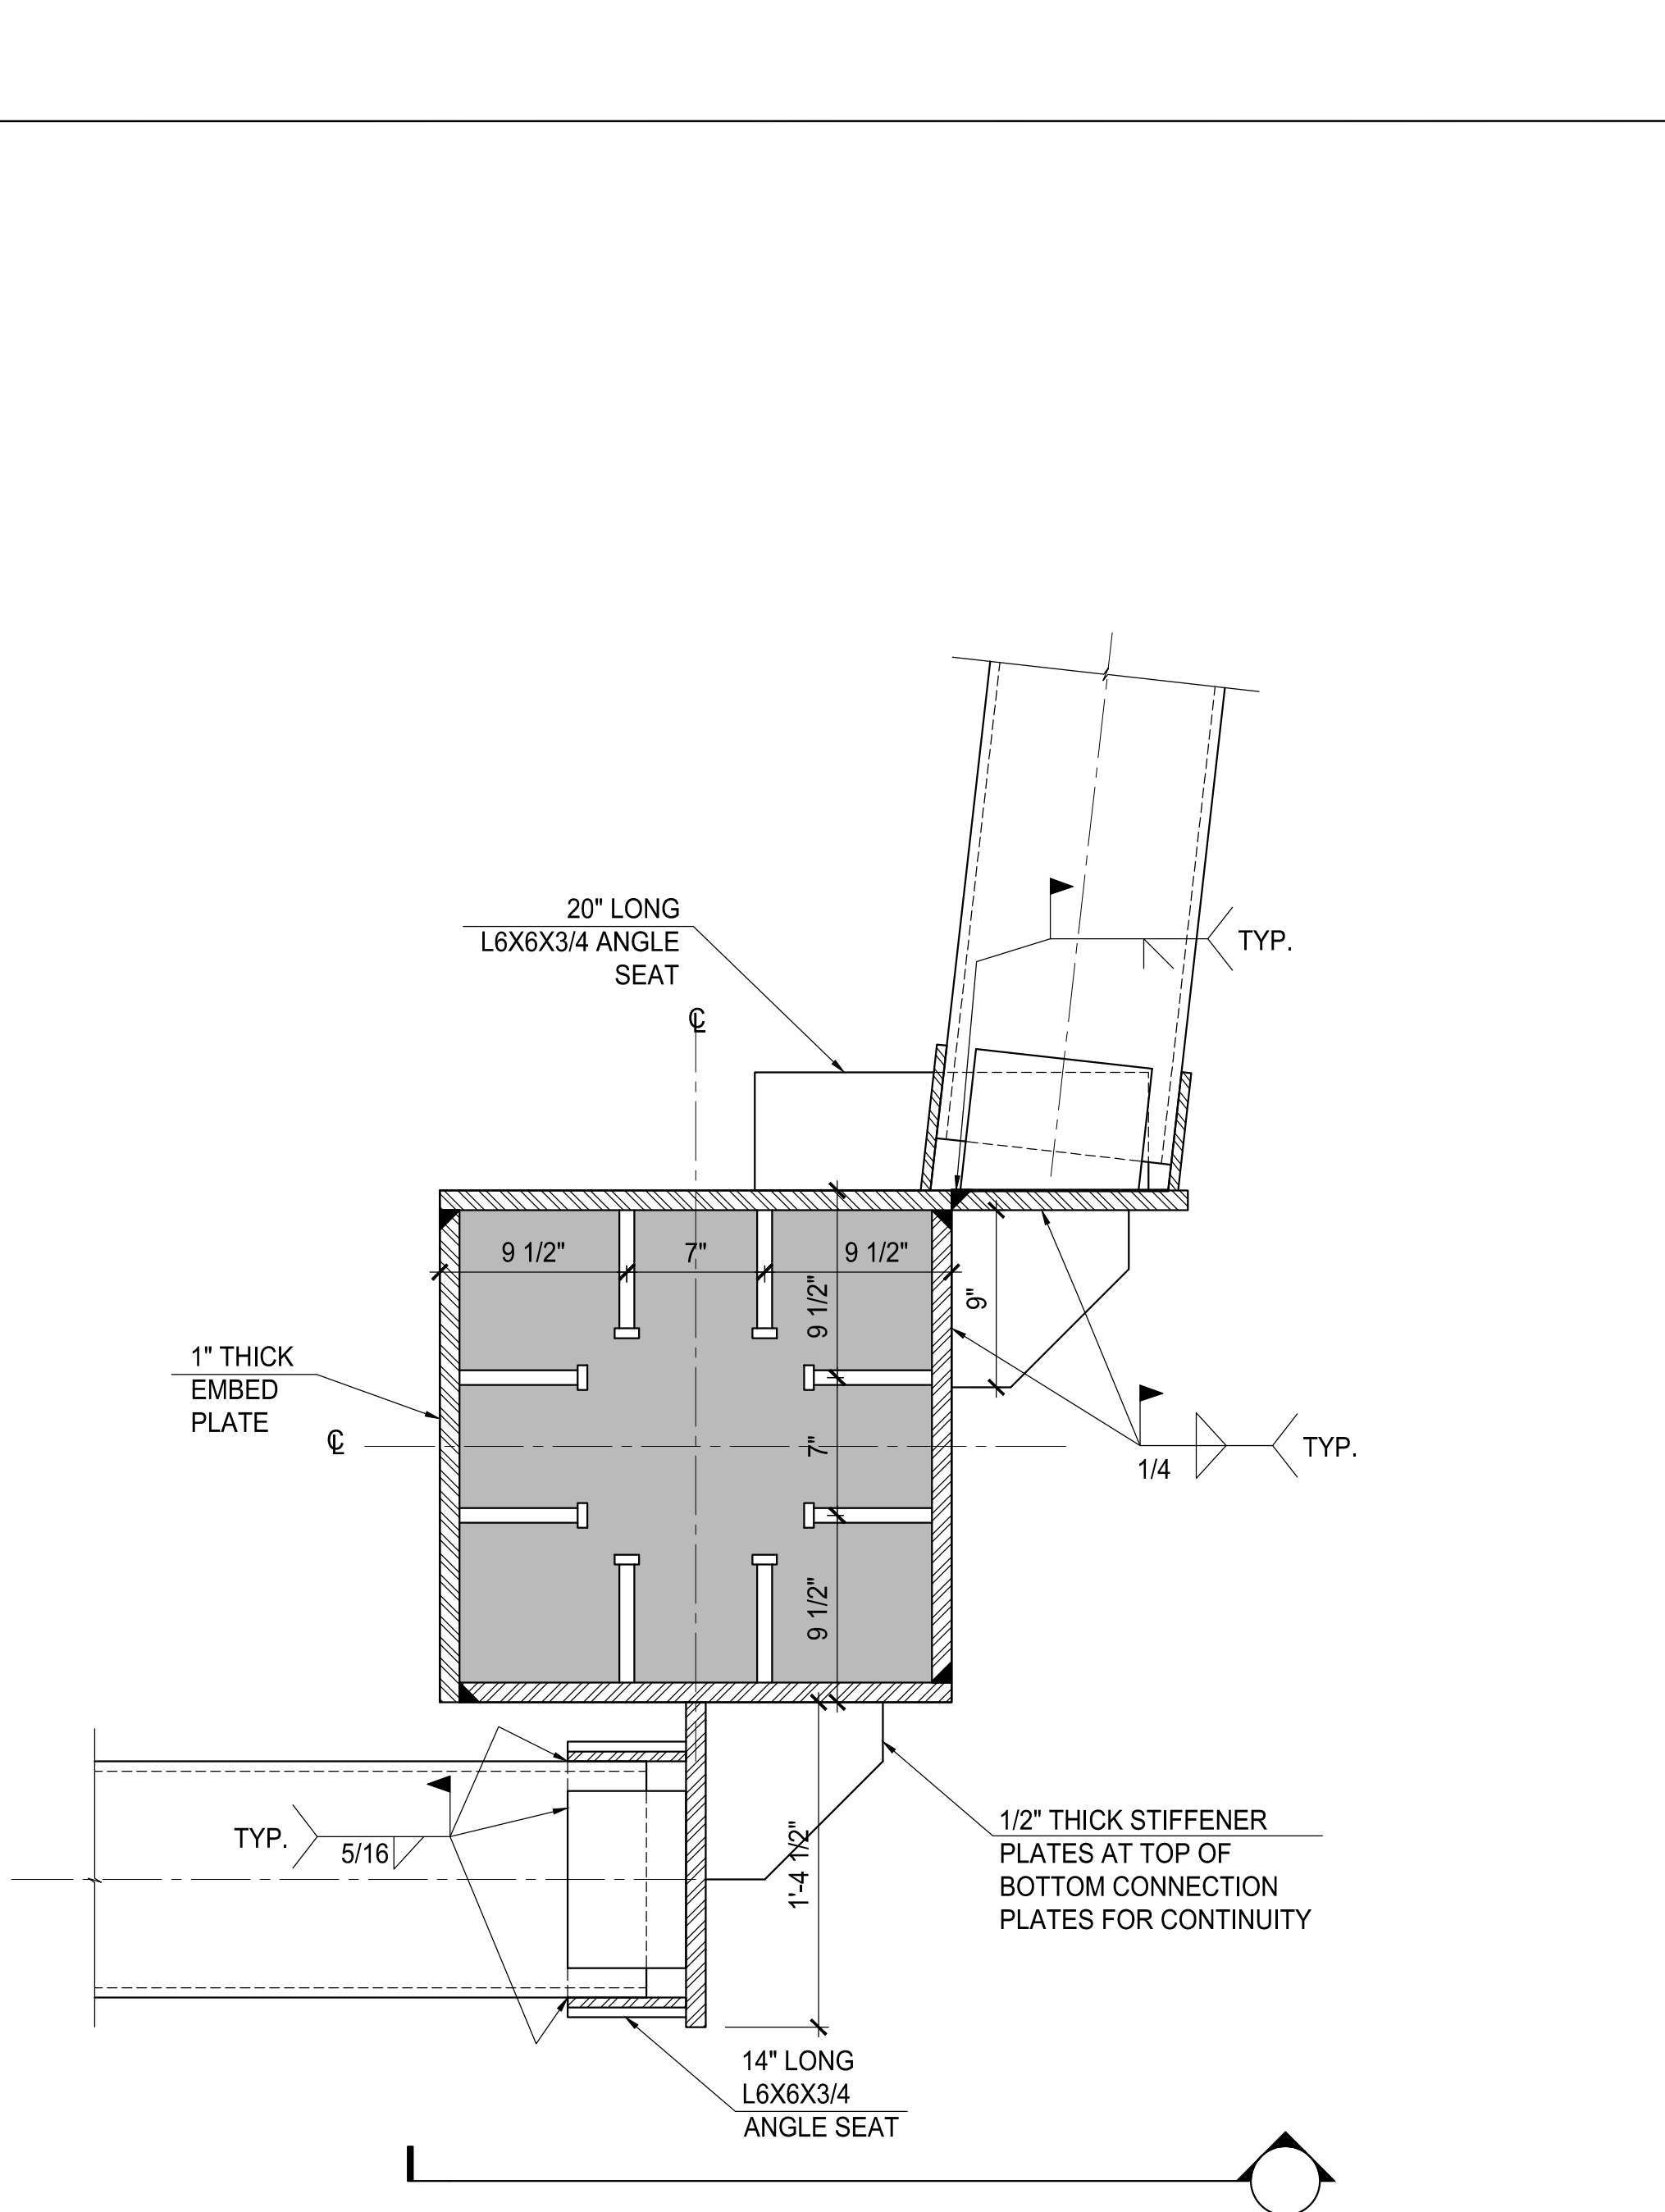 20" LONG
L6X6X3/4 ANGLE
SEAT
TYP.
℄
9 1/2"
7"
9 1/2"
9 1/2"
9"
1" THICK
EMBED
PLATE
℄
7"
1/4
TYP.
9 1/2"
TYP.
5/16
1'-4 1/2"
1/2" THICK STIFFENER
PLATES AT TOP OF
BOTTOM CONNECTION
PLATES FOR CONTINUITY
14" LONG
L6X6X3/4
ANGLE SEAT